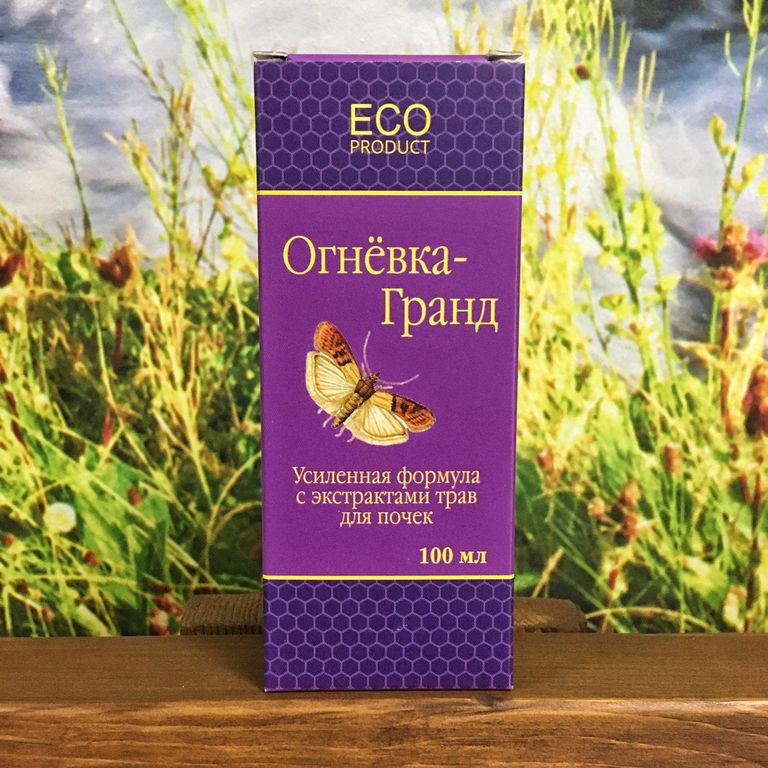 ECO
PRODUCT
Огнёвка-
Гранд
Усиленная формула
с экстрактами трав
для почек
100 мл